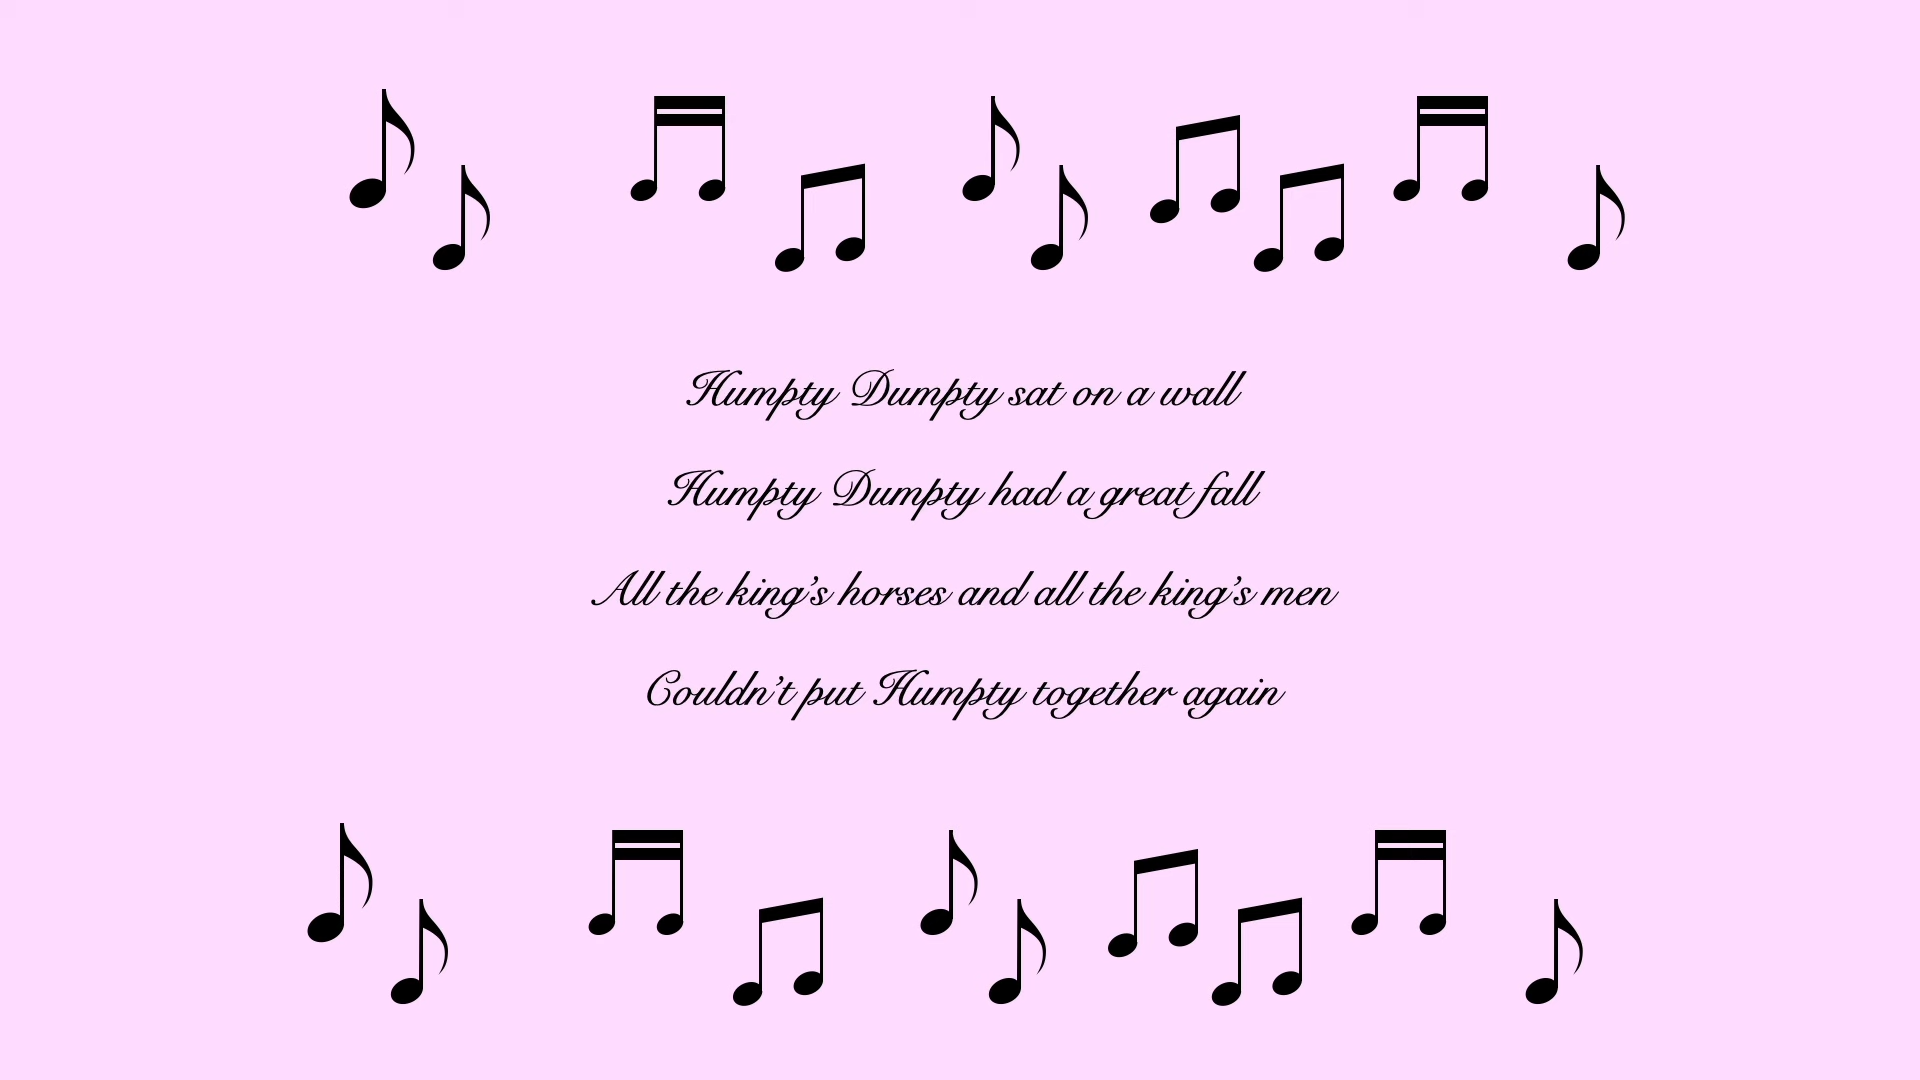 Humpty Dumpty sat on a wall
Humpty Dumpty had a great fall
All the king’s horses and all the king’s men
Couldn’t put Humpty together again